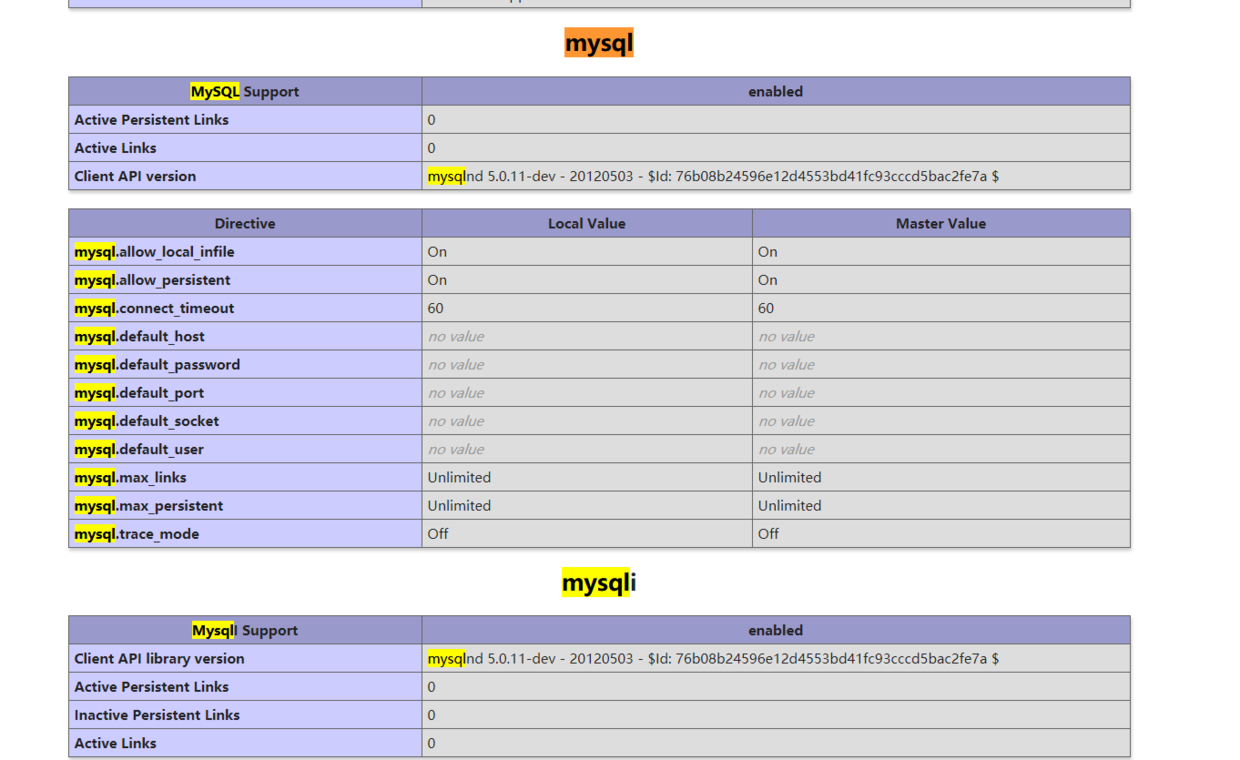 mysql
MySQL Support enabled
Active Persistent Links 0
Active Links 0
Client API version mysqlnd 5.0.11-dev - 20120503 - $Id: 76b08b24596e12d4553bd41fc93cccd5bac2fe7a $
Directive Local Value Master Value
mysql.allow_local_infile On On
mysql.allow_persistent On On
mysql.connect_timeout 60 60
mysql.default_host no value no value
mysql.default_password no value no value
mysql.default_port no value no value
mysql.default_socket no value no value
mysql.default_user no value no value
mysql.max_links Unlimited Unlimited
mysql.max_persistent Unlimited Unlimited
mysql.trace_mode Off Off
mysqli
MysqlI Support enabled
Client API library version mysqlnd 5.0.11-dev - 20120503 - $Id: 76b08b24596e12d4553bd41fc93cccd5bac2fe7a $
Active Persistent Links 0
Inactive Persistent Links 0
Active Links 0